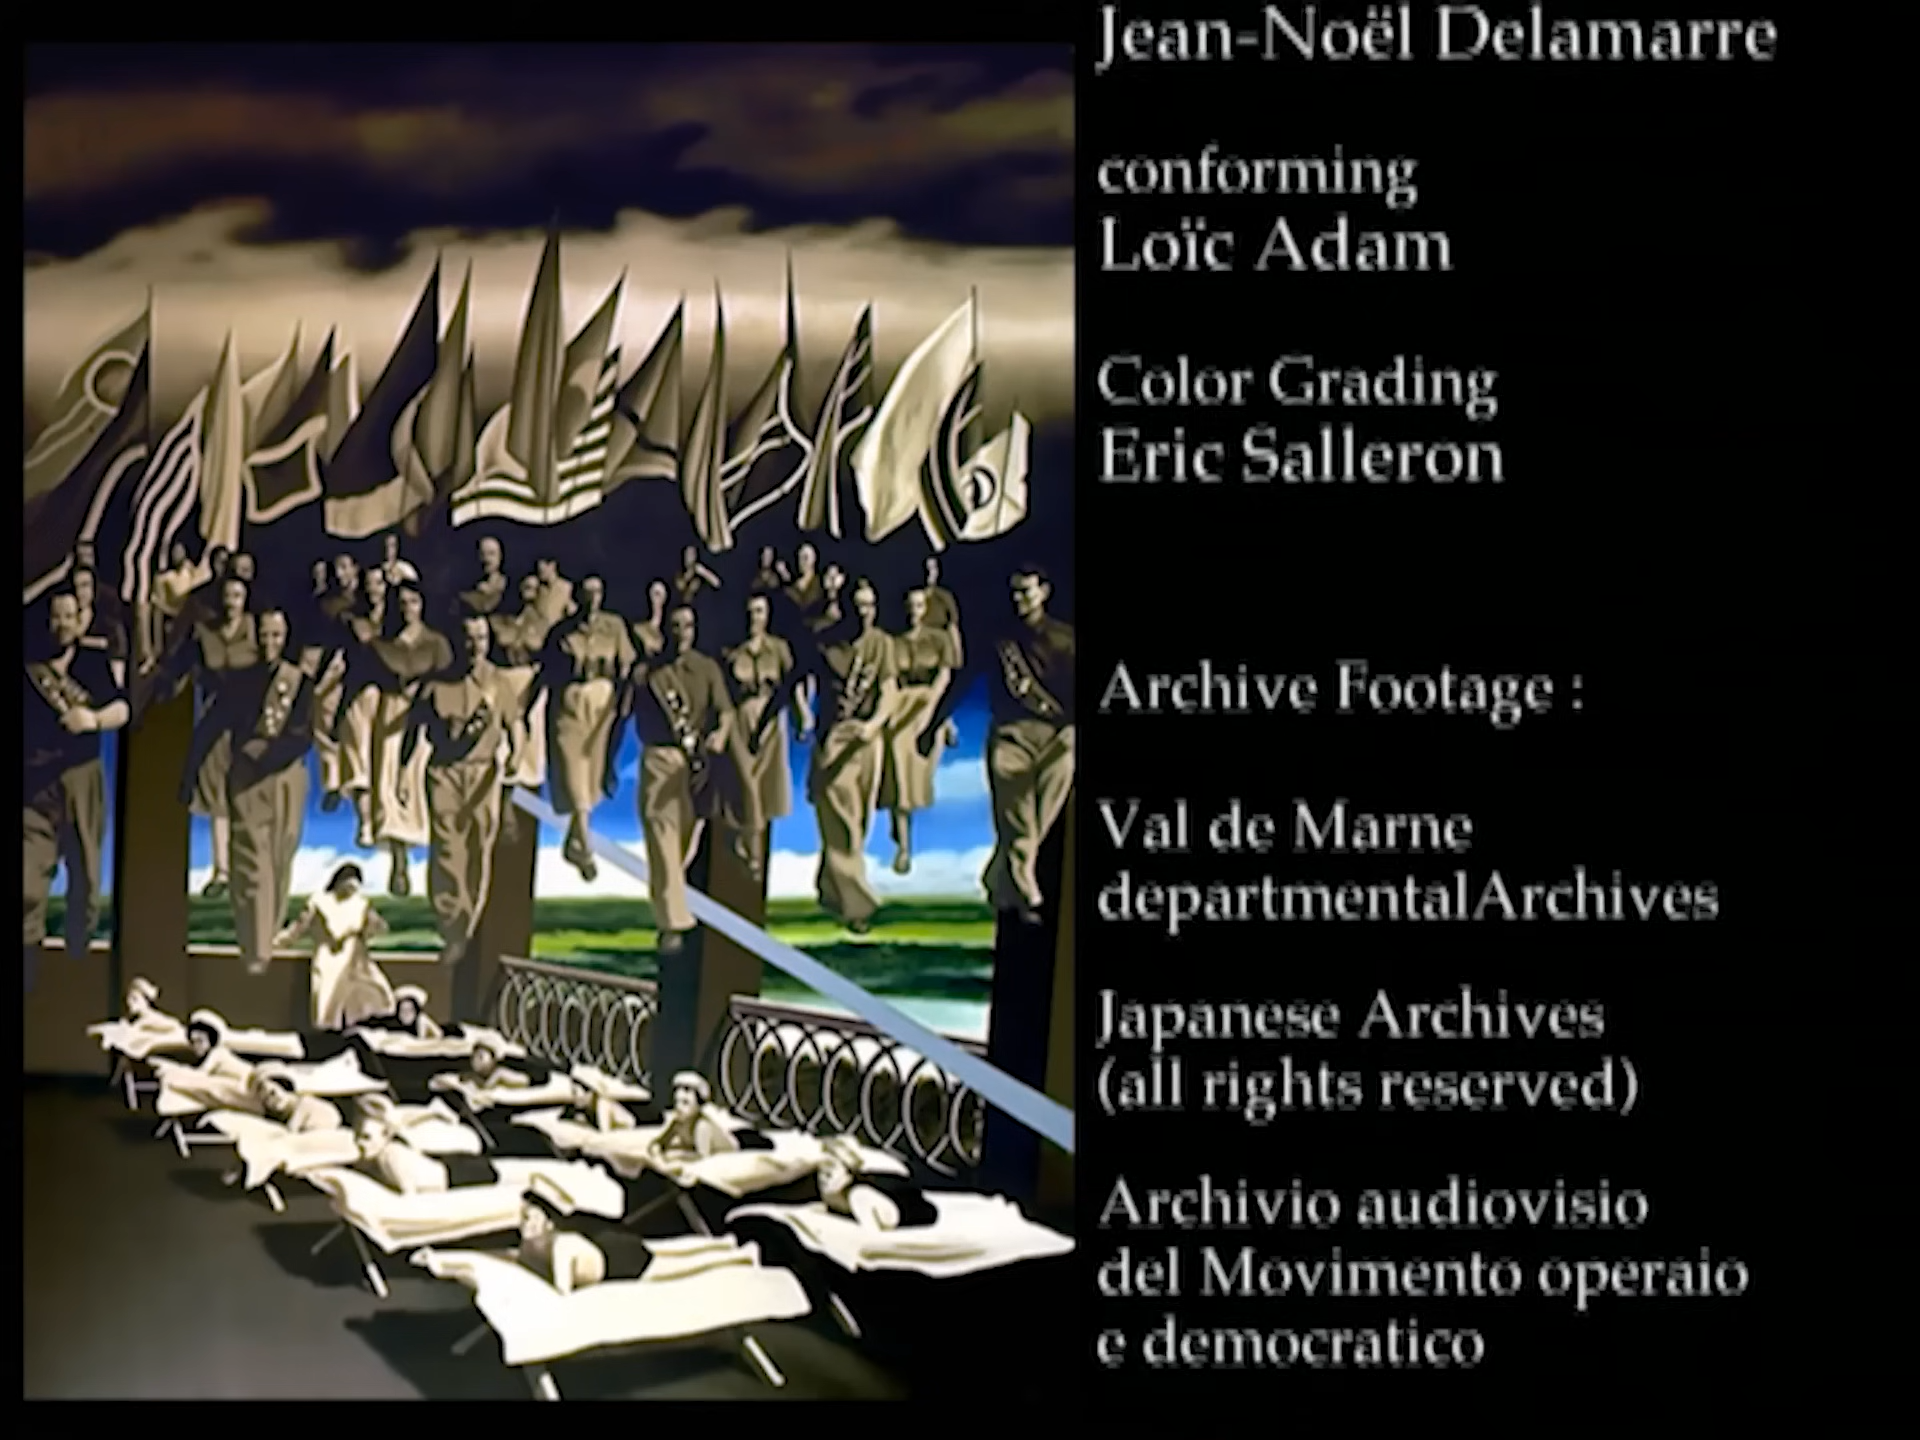 Jean-Noël Delamarre
conforming
Loïc Adam
Color Grading
Eric Salleron
Archive Footage :
Val de Marne
departmentalArchives
Japanese Archives
(all rights reserved)
Archivio audiovisio
del Movimento operaio
e democratico